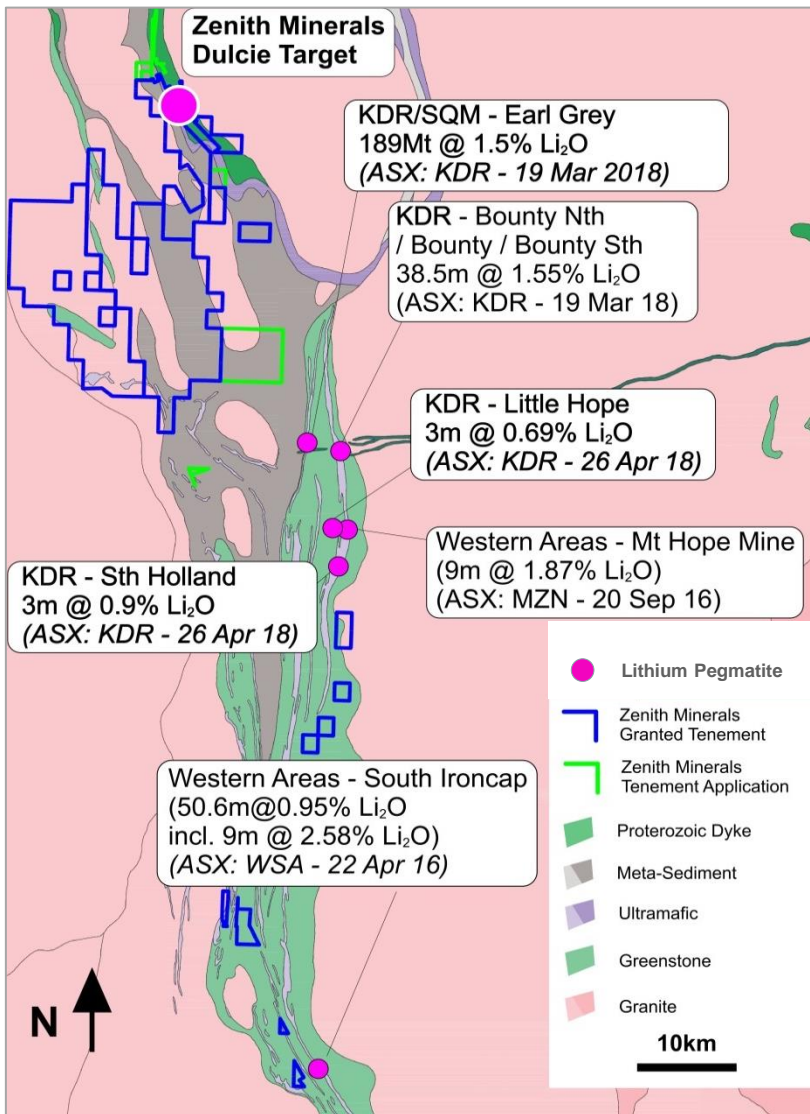 Zenith Minerals
Dulcie Target
KDR/SQM - Earl Grey
189Mt @ 1.5% Li₂O
(ASX: KDR - 19 Mar 2018)
KDR - Bounty Nth
/ Bounty / Bounty Sth
38.5m @ 1.55% Li₂O
(ASX: KDR - 19 Mar 18)
KDR - Little Hope
3m @ 0.69% Li₂O
(ASX: KDR - 26 Apr 18)
Western Areas - Mt Hope Mine
(9m @ 1.87% Li₂O)
(ASX: MZN - 20 Sep 16)
KDR - Sth Holland
3m @ 0.9% Li₂O
(ASX: KDR - 26 Apr 18)
Western Areas - South Ironcap
(50.6m@0.95% Li₂O
incl. 9m @ 2.58% Li₂O)
(ASX: WSA - 22 Apr 16)
Lithium Pegmatite
Zenith Minerals
Granted Tenement
Zenith Minerals
Tenement Application
Proterozoic Dyke
Meta-Sediment
Ultramafic
Greenstone
Granite
10km
N